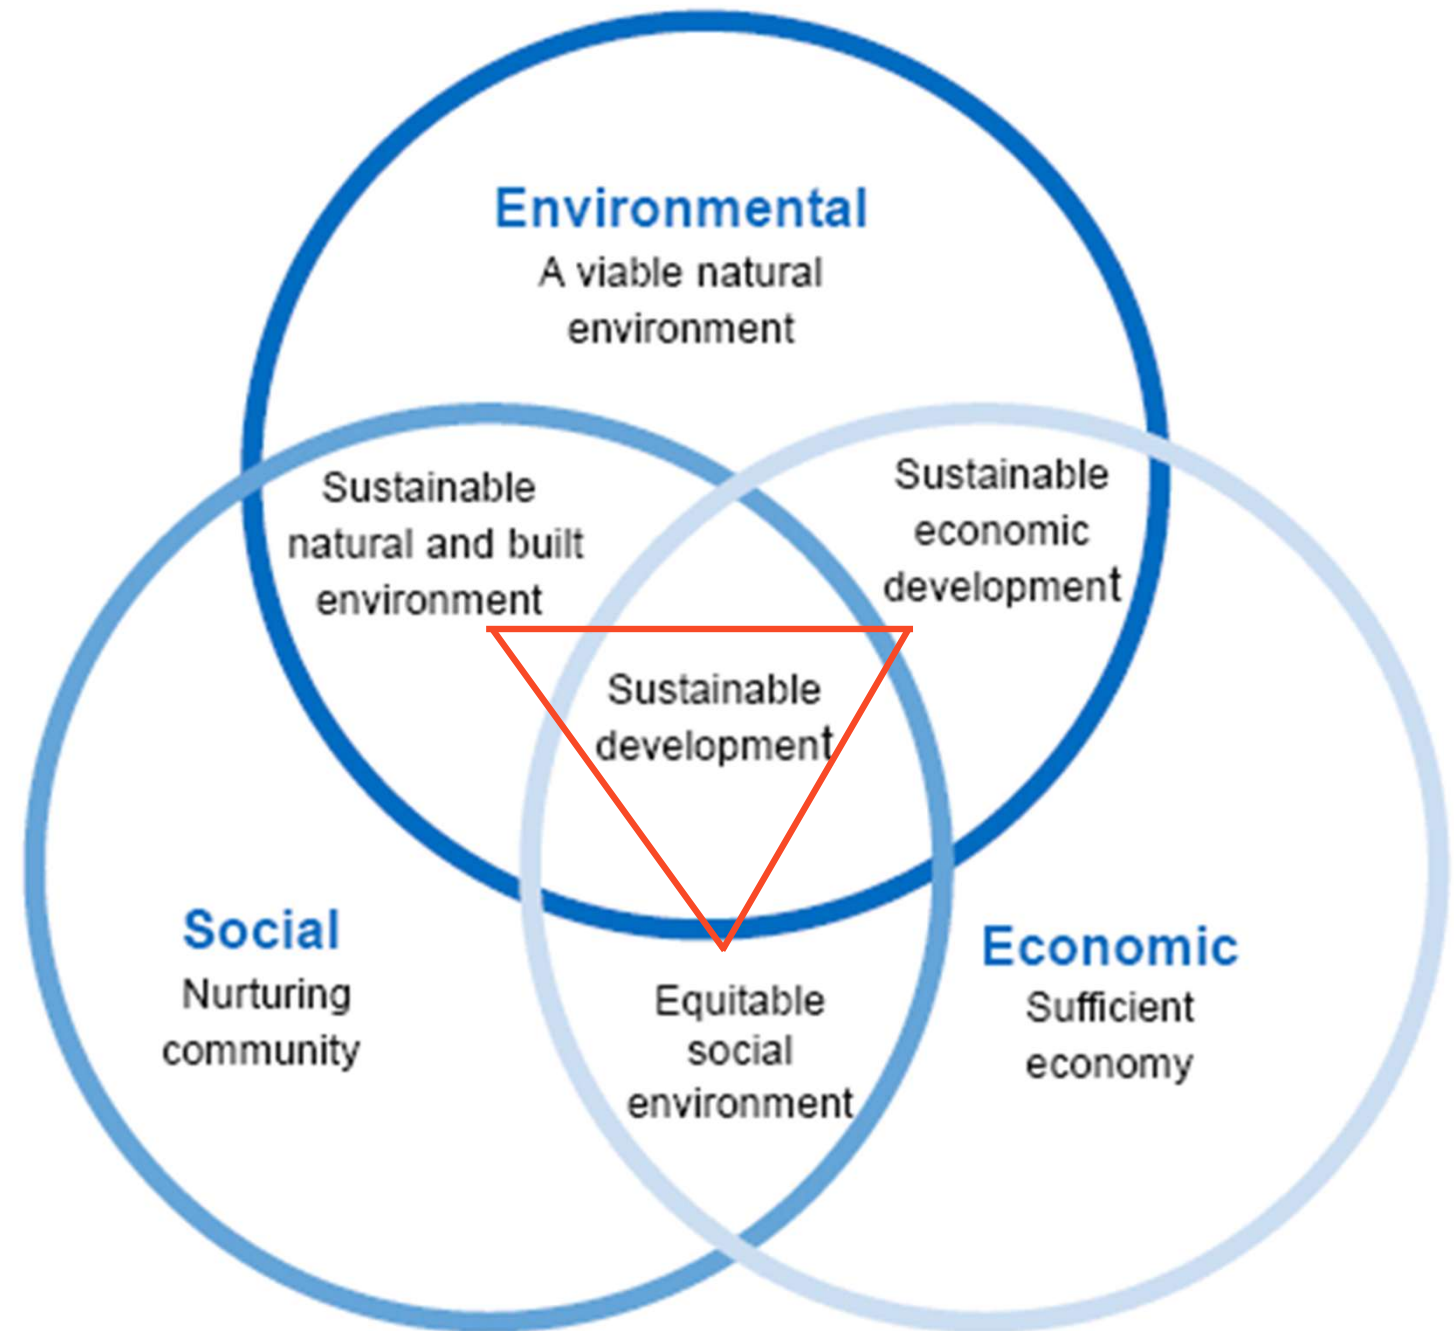 Environmental
A viable natural
environment
Sustainable
natural and built
environment
Sustainable
economic
development
Sustainable
development
Social
Nurturing
community
Equitable
social
environment
Economic
Sufficient
economy